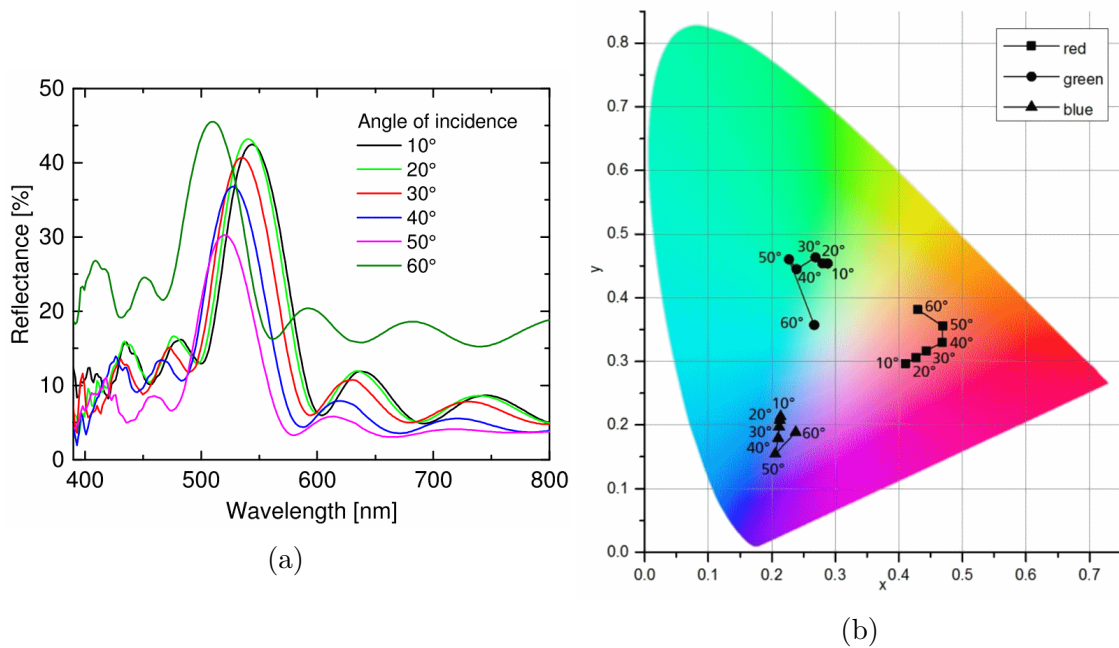 50
40
30
20
10
0
Reflectance [%]
Angle of incidence
10°
20°
30°
40°
50°
60°
400 500 600 700 800
Wavelength [nm]
(a)
0.8
0.7
0.6
0.5
0.4
0.3
0.2
0.1
0.0
y
red
green
blue
50° 30° 20°
40° 10°
60°
60°
50°
40°
10° 30°
20°
10°
20°
30° 60°
40°
50°
0.0 0.1 0.2 0.3 0.4 0.5 0.6 0.7
x
(b)